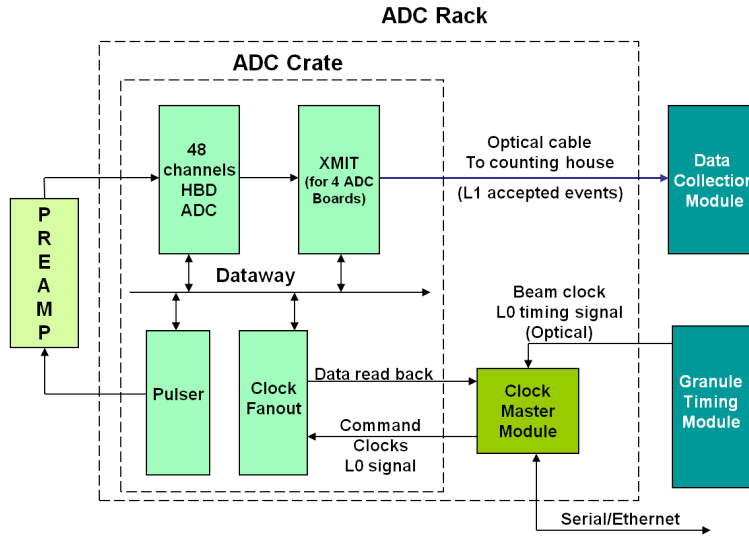 ADC Rack
ADC Crate
48
channels
HBD
ADC
XMIT
(for 4 ADC
Boards)
Optical cable
To counting house
(L1 accepted events)
Data
Collection
Module
P
R
E
A
M
P
Dataway
Beam clock
L0 timing signal
(Optical)
Pulser
Clock
Fanout
Data read back
Command
Clocks
L0 signal
Clock
Master
Module
Granule
Timing
Module
Serial/Ethernet